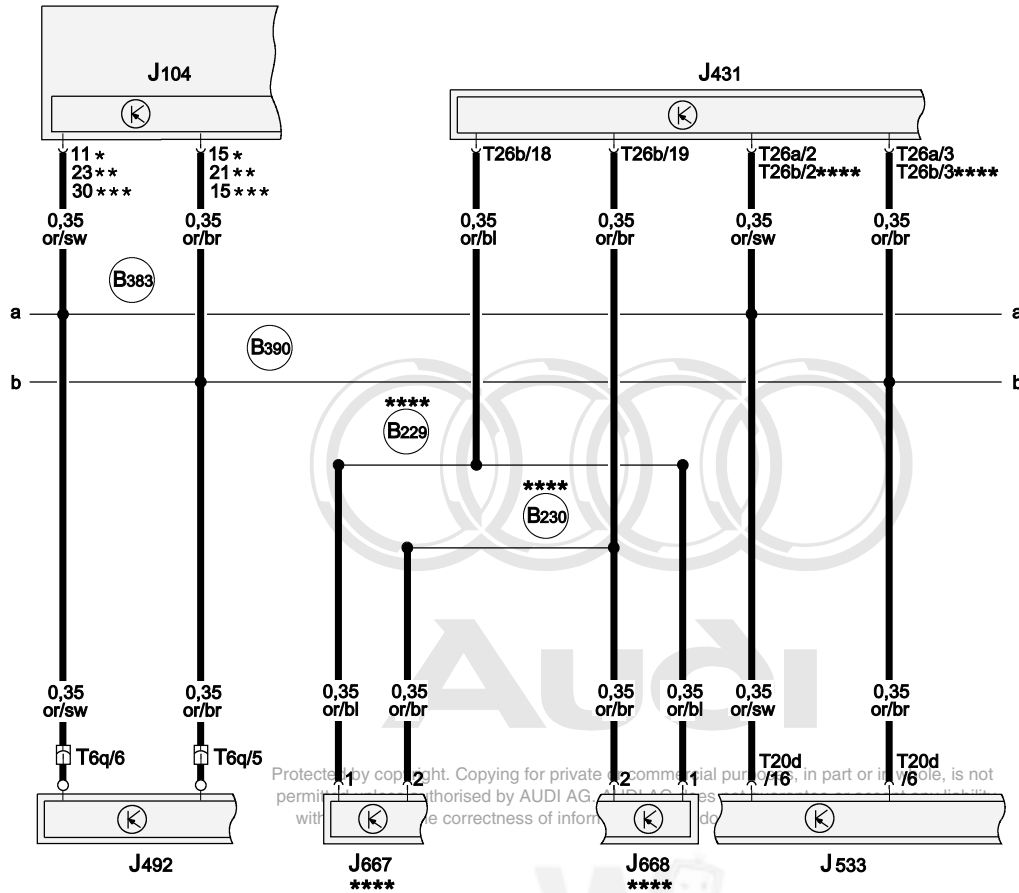 J104
J431
11 *
23 **
30 ***
15 *
21 **
15 ***
T26b/18
T26b/19
T26a/2
T26b/2****
T26a/3
T26b/3****
0,35
or/sw
0,35
or/br
0,35
or/bl
0,35
or/br
0,35
or/sw
0,35
or/br
B383
a
a
B390
b
b
****
B229
****
B230
Audi
0,35
or/sw
0,35
or/br
0,35
or/bl
0,35
or/br
0,35
or/br
0,35
or/bl
0,35
or/sw
0,35
or/br
T6q/6
T6q/5
1
2
2
1
T20d
/16
T20d
/6
Protected by copyright. Copying for private or commercial purposes, in part or in whole, is not
authorised by AUDI AG.
correctness of
J492
J667
****
J668
****
J533